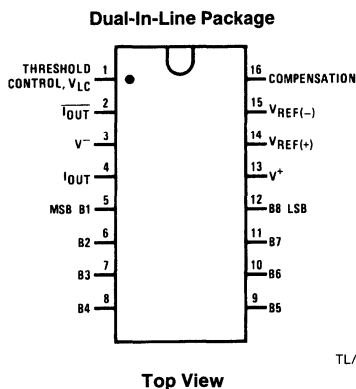 Dual-In-Line Package
THRESHOLD
CONTROL, VLC
1
16
COMPENSATION
IOUT
2
15
VREF(–)
V–
3
14
VREF(+)
IOUT
4
13
V+
MSB B1
5
12
B8 LSB
B2
6
11
B7
B3
7
10
B6
B4
8
9
B5
TL/
Top View